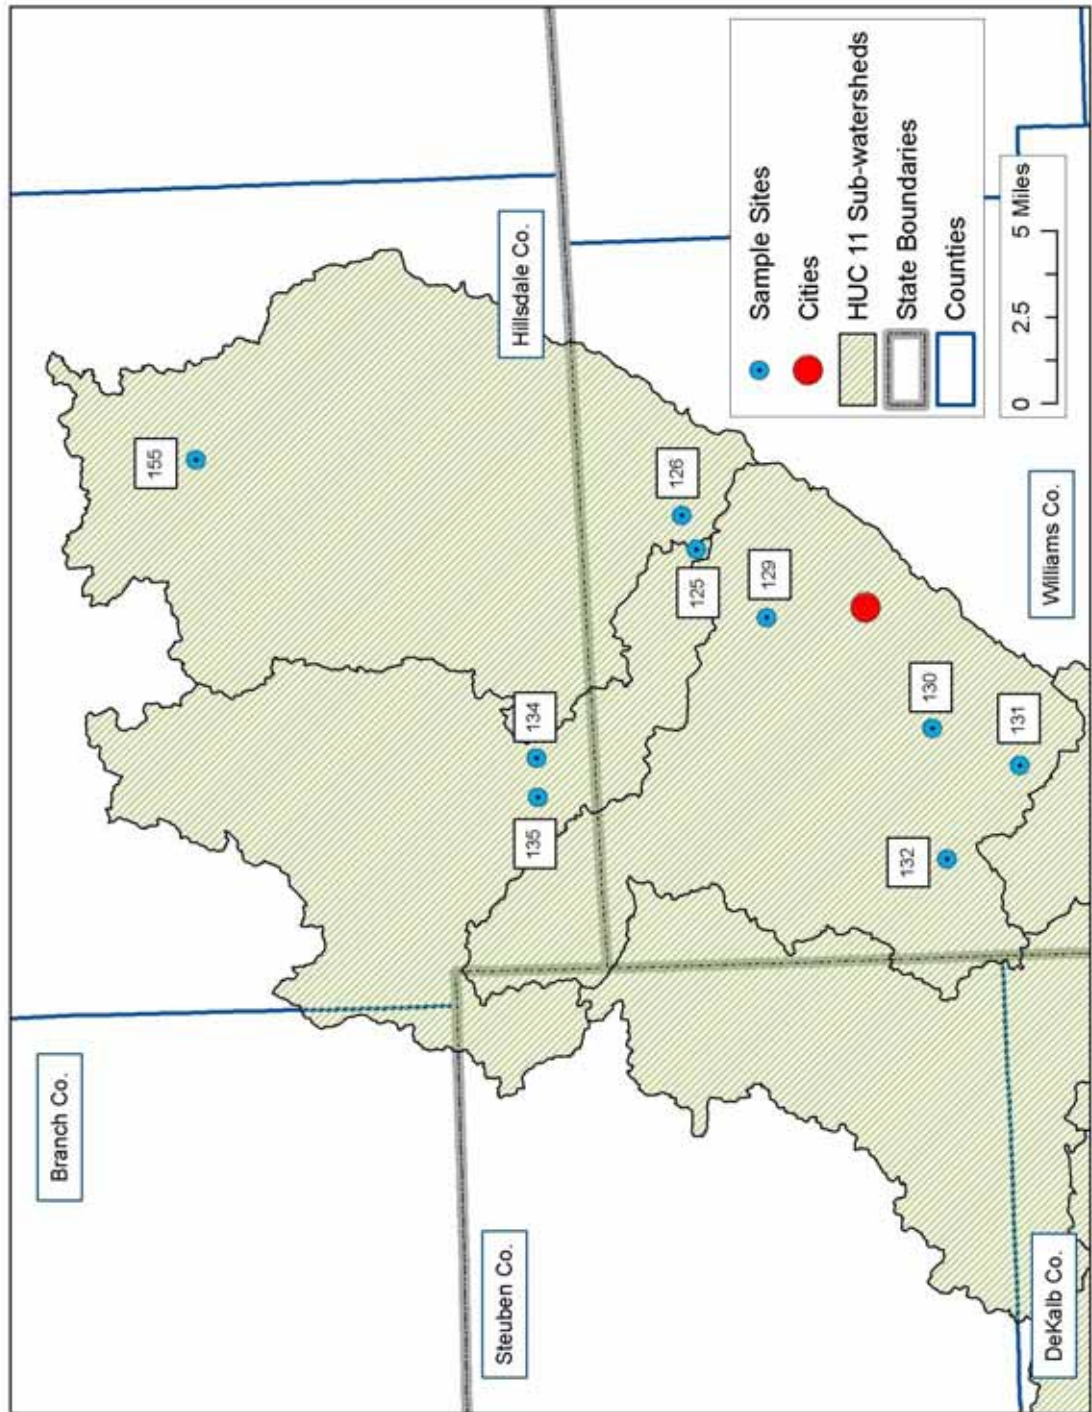 Branch Co.
Steuben Co.
DeKalb Co.
Hillsdale Co.
Williams Co.
155
126
125
129
134
135
130
131
132
Sample Sites
Cities
HUC 11 Sub-watersheds
State Boundaries
Counties
0 2.5 5 Miles